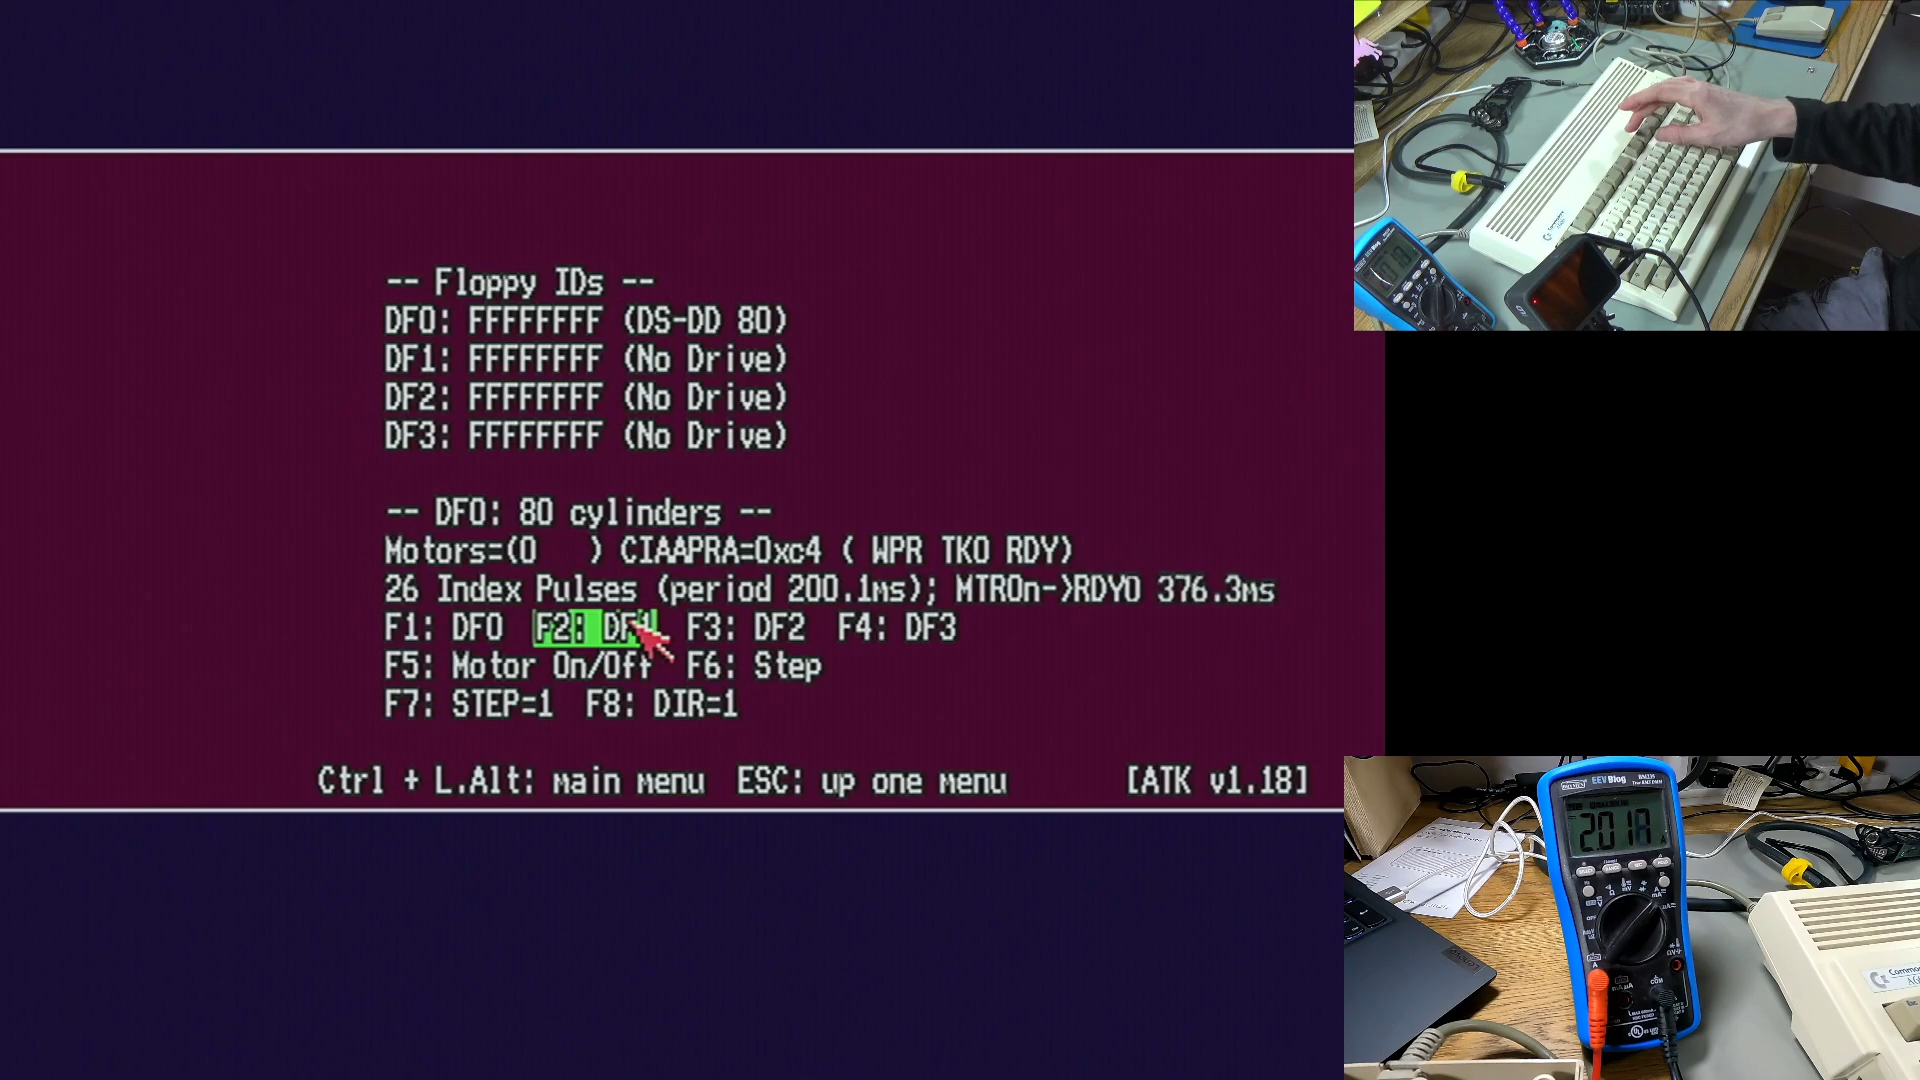 -- Floppy IDs --
DF0: FFFFFFFF (DS-DD 80)
DF1: FFFFFFFF (No Drive)
DF2: FFFFFFFF (No Drive)
DF3: FFFFFFFF (No Drive)
-- DF0: 80 cylinders --
Motors=(0   ) CIAAPRA=0xc4 ( WPR TK0 RDY)
26 Index Pulses (period 200.1ms); MTROn->RDY0 376.3ms
F1: DF0 F2: DF1 F3: DF2 F4: DF3
F5: Motor On/Off F6: Step
F7: STEP=1 F8: DIR=1
Ctrl + L.Alt: main menu ESC: up one menu [ATK v1.18]
EEVBlog
COM